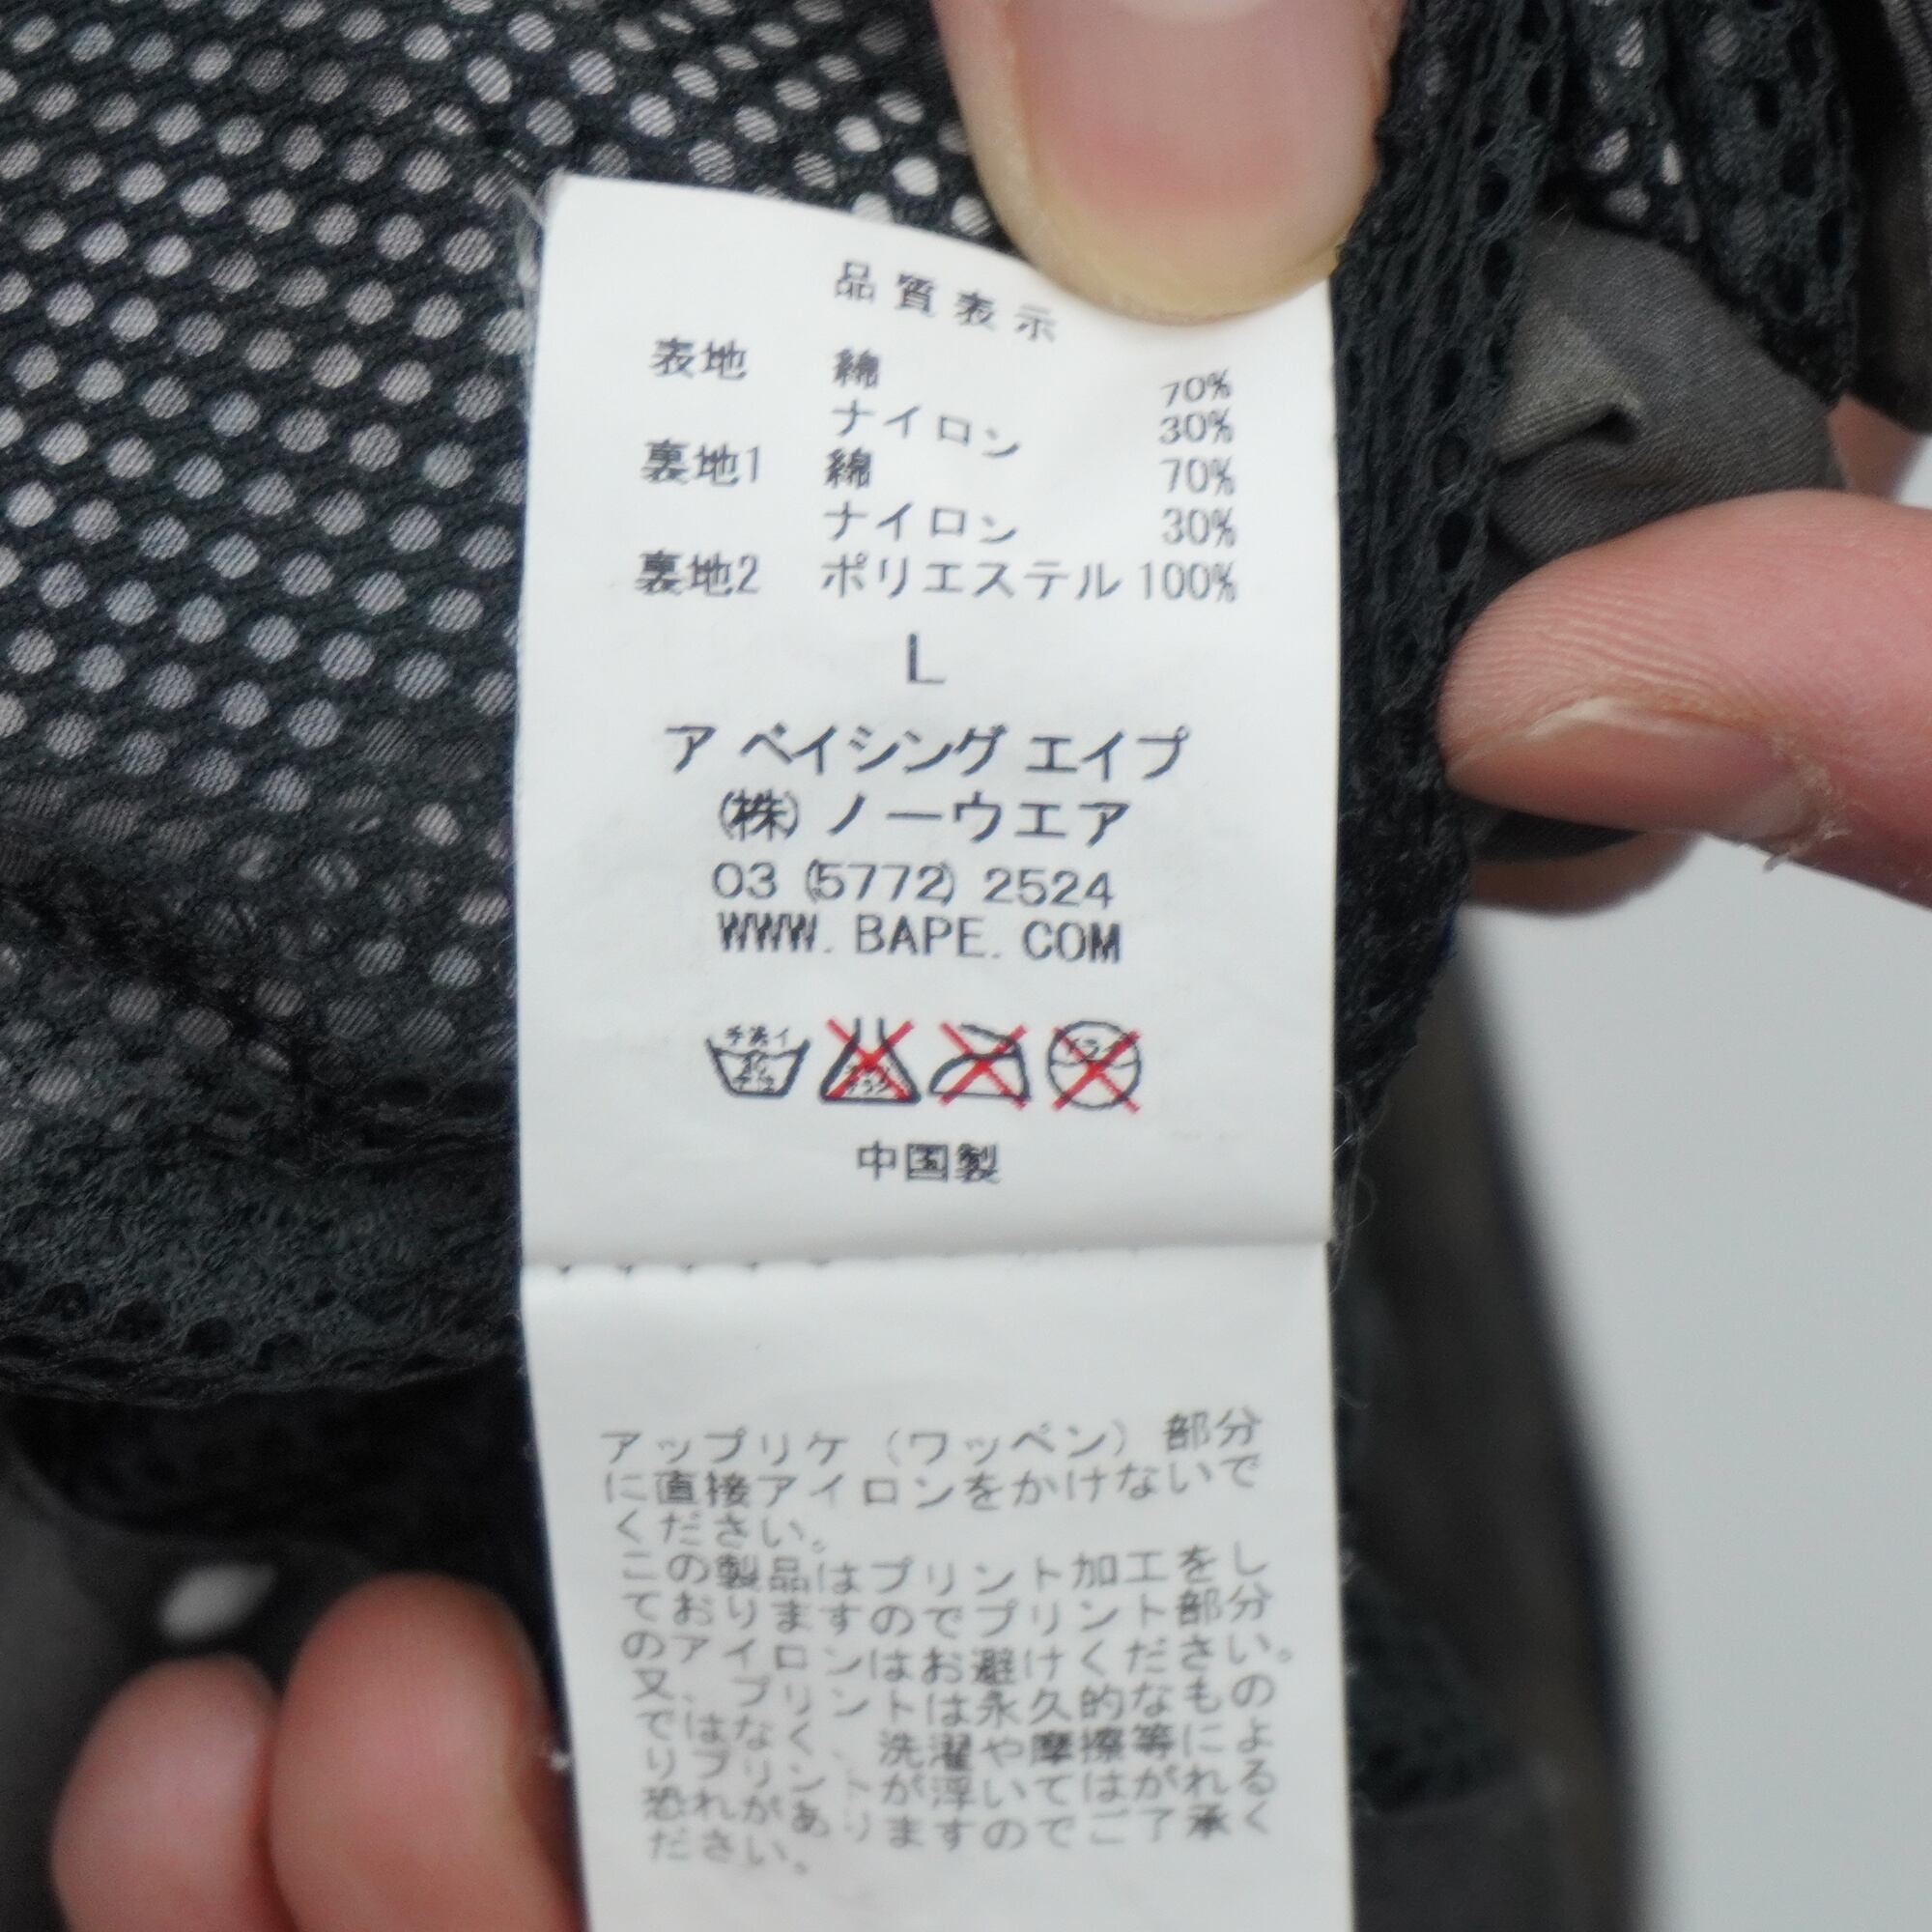 品質表示
表地 綿 70%
ナイロン 30%
裏地1 綿 70%
ナイロン 30%
裏地2 ポリエステル 100%
L
ア ベイシング エイプ
(株) ノーウエア
03 (5772) 2524
WWW. BAPE. COM
手洗イ
中国製
アップリケ（ワッペン）部分
に直接アイロンをかけないで
ください。
この製品はプリント加工をし
ておりますのでプリント部分
のアイロンはお避けください。
又、プリントは永久的なもの
ではなく、洗濯や摩擦等によ
りプリントが浮いてはがれる
恐れがありますのでご了承く
ださい。